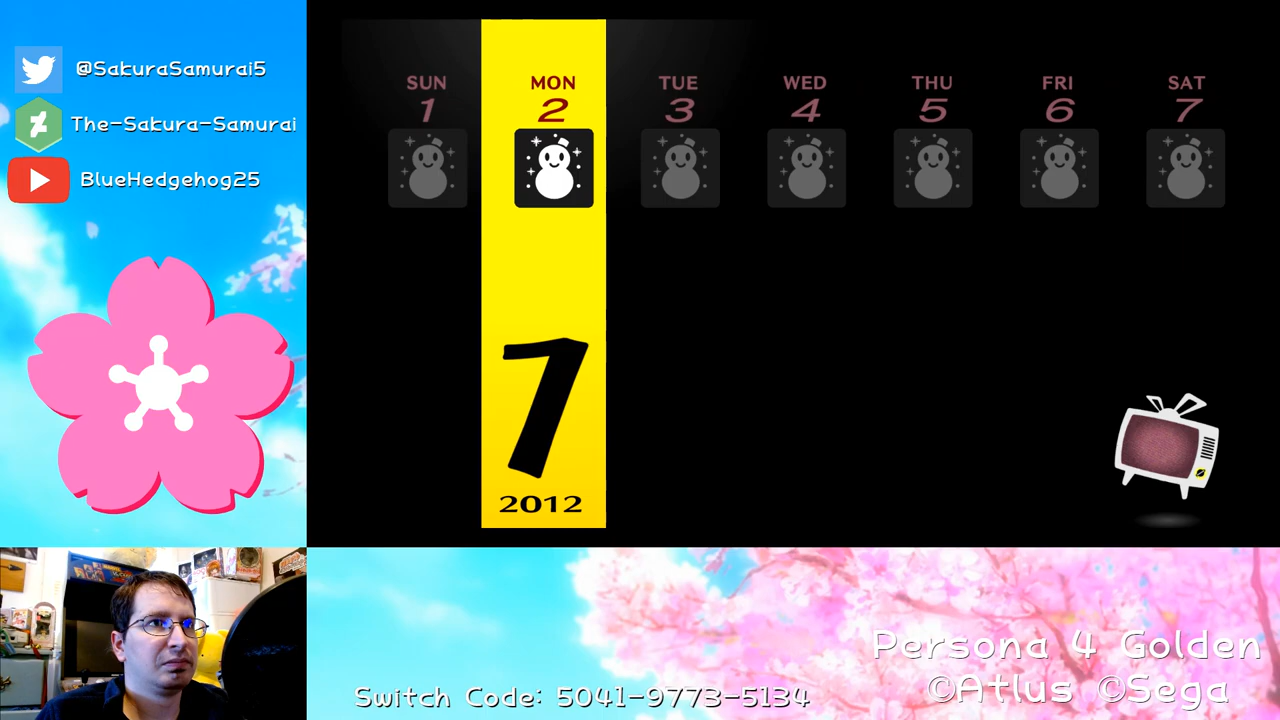 @SakuraSamurai5
The-Sakura-Samurai
BlueHedgehog25
SUN MON TUE WED THU FRI SAT
1 2 3 4 5 6 7
1
2012
Persona 4 Golden
©Atlus ©Sega
Switch Code: 5041-9773-5134